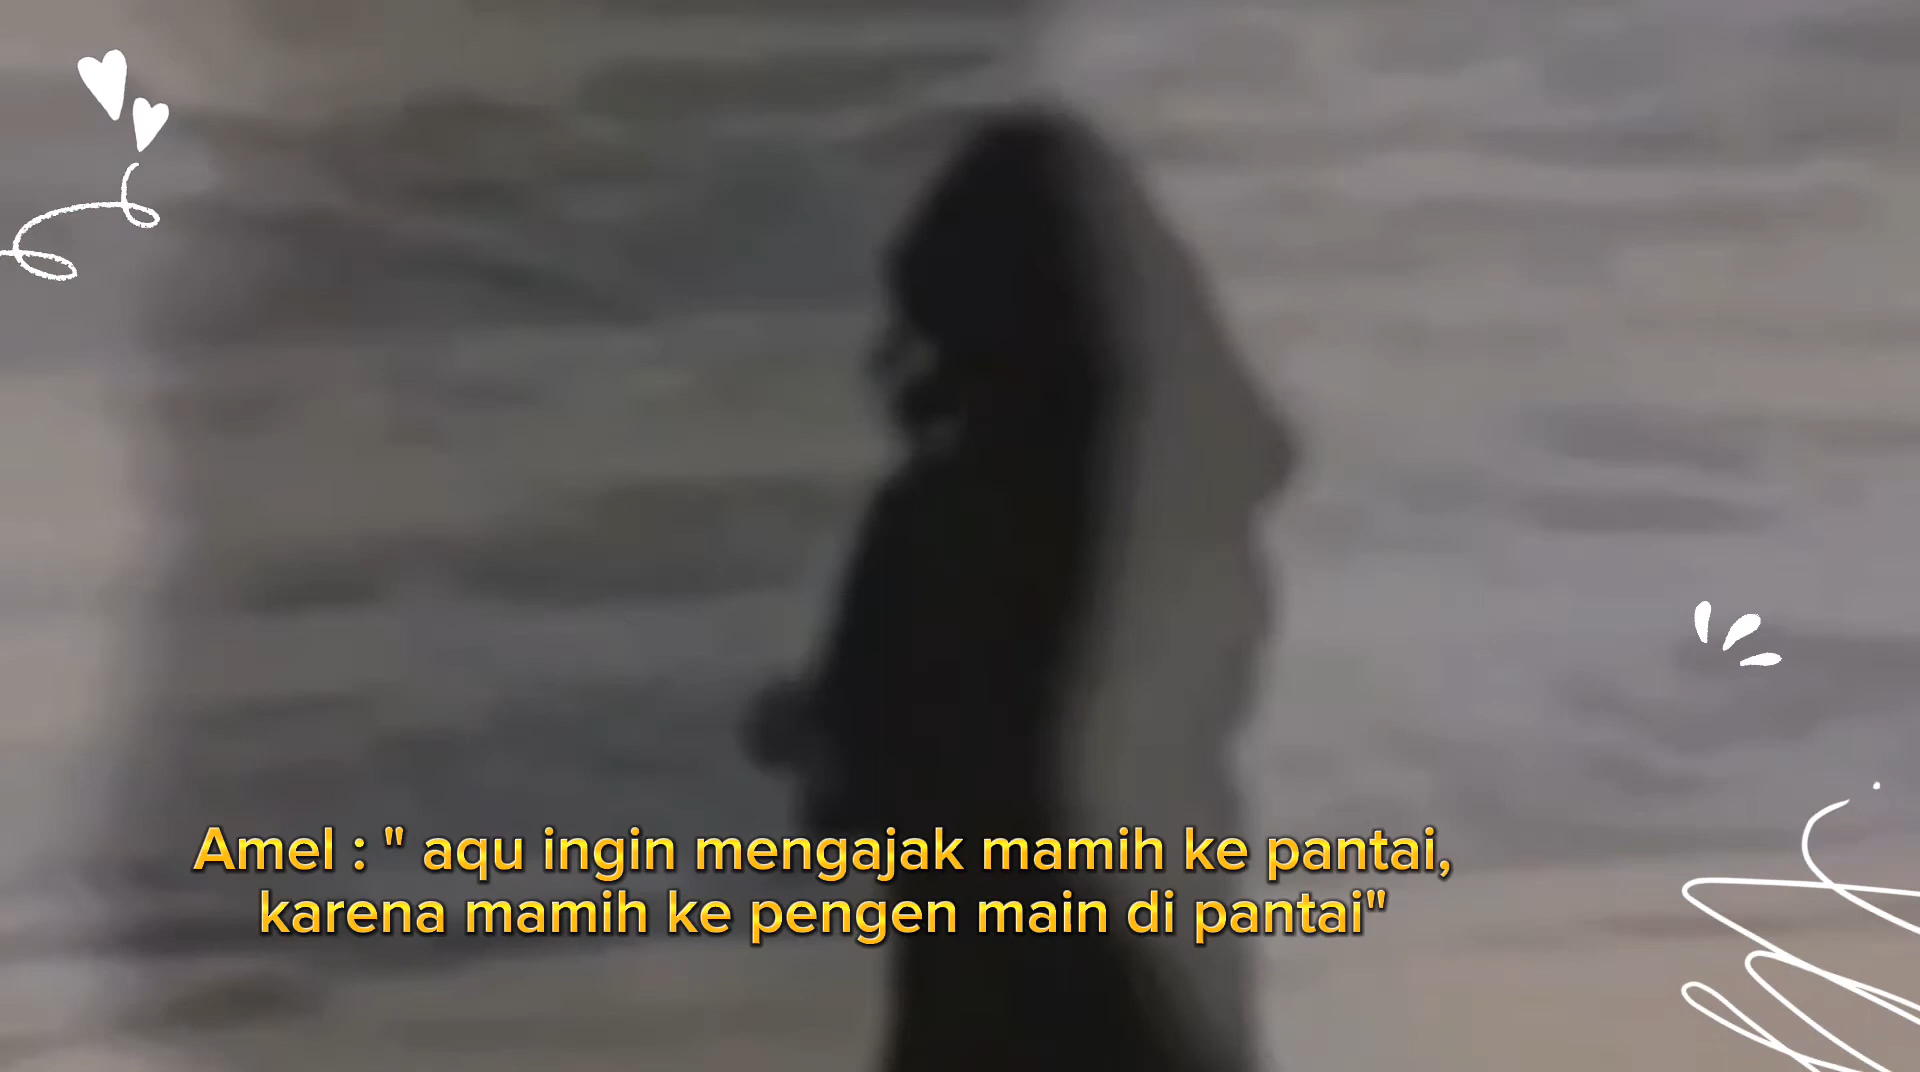 Amel : " aqu ingin mengajak mamih ke pantai,
karena mamih ke pengen main di pantai"